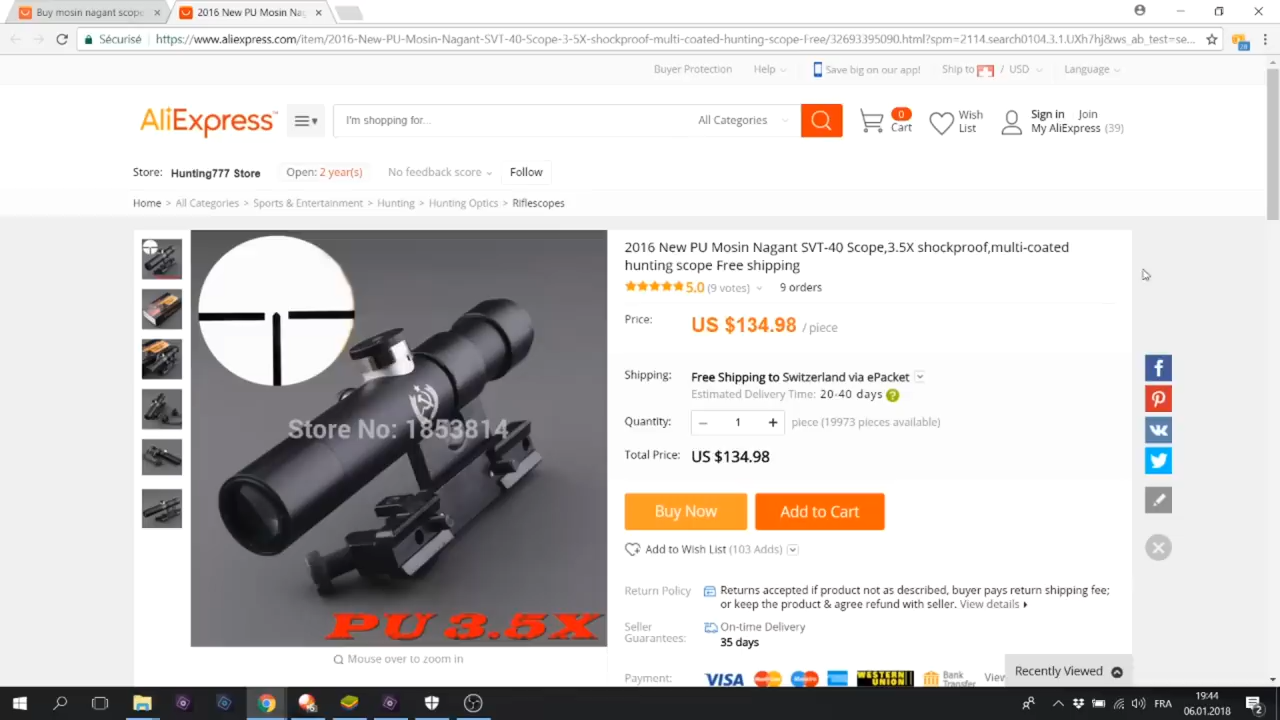 Buy mosin nagant scope
2016 New PU Mosin Nag
Sécurisé
https://www.aliexpress.com/item/2016-New-PU-Mosin-Nagant-SVT-40-Scope-3-5X-shockproof-multi-coated-hunting-scope-Free/32693395090.html?spm=2114.search0104.3.1.UXh7hj&ws_ab_test=se...
Buyer Protection
Help
Save big on our app!
Ship to / USD
Language
AliExpress™
I'm shopping for...
All Categories
0
Cart
Wish
List
Sign in Join
My AliExpress (39)
Store: Hunting777 Store
Open: 2 year(s)
No feedback score
Follow
Home > All Categories > Sports & Entertainment > Hunting > Hunting Optics > Riflescopes
Store No: 1853814
PU 3.5X
Mouse over to zoom in
2016 New PU Mosin Nagant SVT-40 Scope,3.5X shockproof,multi-coated
hunting scope Free shipping
5.0 (9 votes) 9 orders
Price: US $134.98 / piece
Shipping: Free Shipping to Switzerland via ePacket
Estimated Delivery Time: 20-40 days ?
Quantity: – 1 + piece (19973 pieces available)
Total Price: US $134.98
Buy Now
Add to Cart
Add to Wish List (103 Adds)
Return Policy
Returns accepted if product not as described, buyer pays return shipping fee;
or keep the product & agree refund with seller. View details
Seller
Guarantees:
On-time Delivery
35 days
Payment:
VISA
WESTERN
UNION
Bank
Transfer
View
Recently Viewed
19:44
FRA
06.01.2018
2